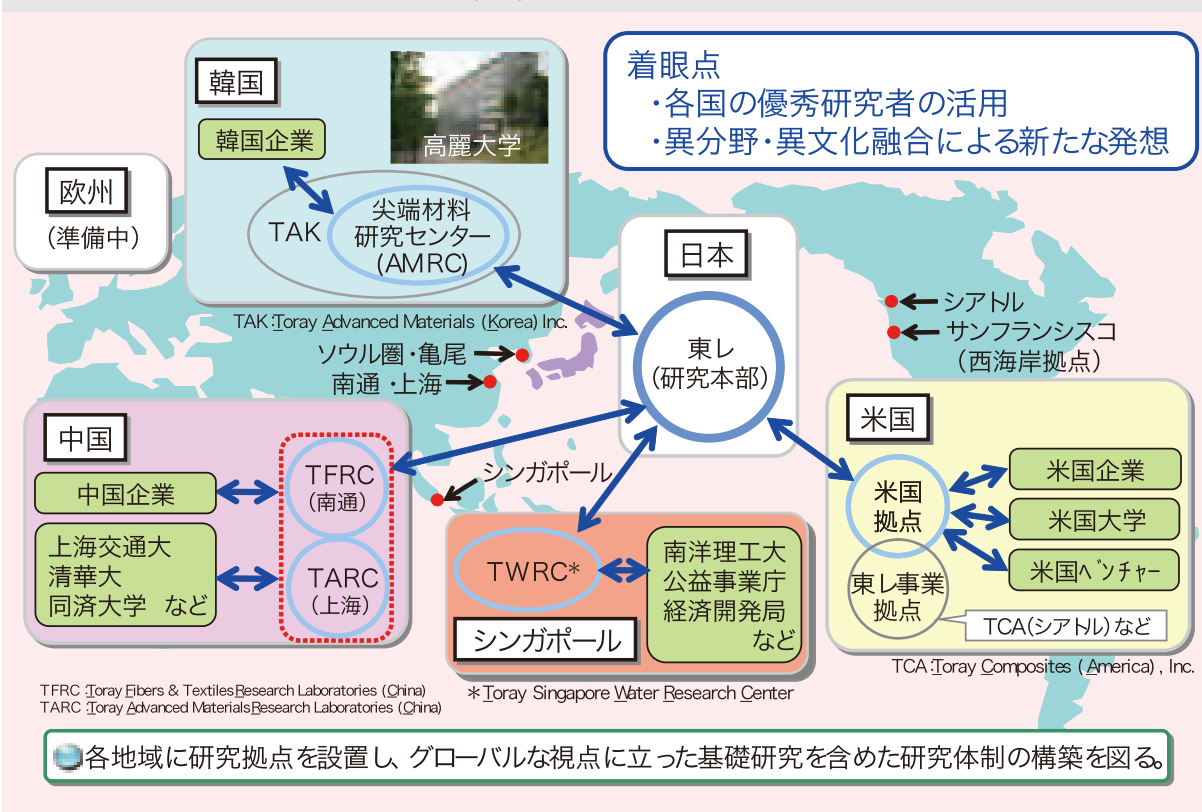 着眼点
・各国の優秀研究者の活用
・異分野・異文化融合による新たな発想
韓国
韓国企業
高麗大学
TAK
尖端材料
研究センター
(AMRC)
TAK:Toray Advanced Materials (Korea) Inc.
欧州
(準備中)
日本
東レ
(研究本部)
シアトル
サンフランシスコ
(西海岸拠点)
ソウル圏・亀尾
南通・上海
シンガポール
中国
中国企業
上海交通大
清華大
同済大学 など
TFRC
(南通)
TARC
(上海)
TWRC*
シンガポール
南洋理工大
公益事業庁
経済開発局
など
米国
米国
拠点
東レ事業
拠点
米国企業
米国大学
米国ベンチャー
TCA(シアトル)など
TCA:Toray Composites (America), Inc.
TFRC:Toray Fibers & Textiles Research Laboratories (China)
TARC:Toray Advanced Materials Research Laboratories (China)
*Toray Singapore Water Research Center
各地域に研究拠点を設置し、グローバルな視点に立った基礎研究を含めた研究体制の構築を図る。